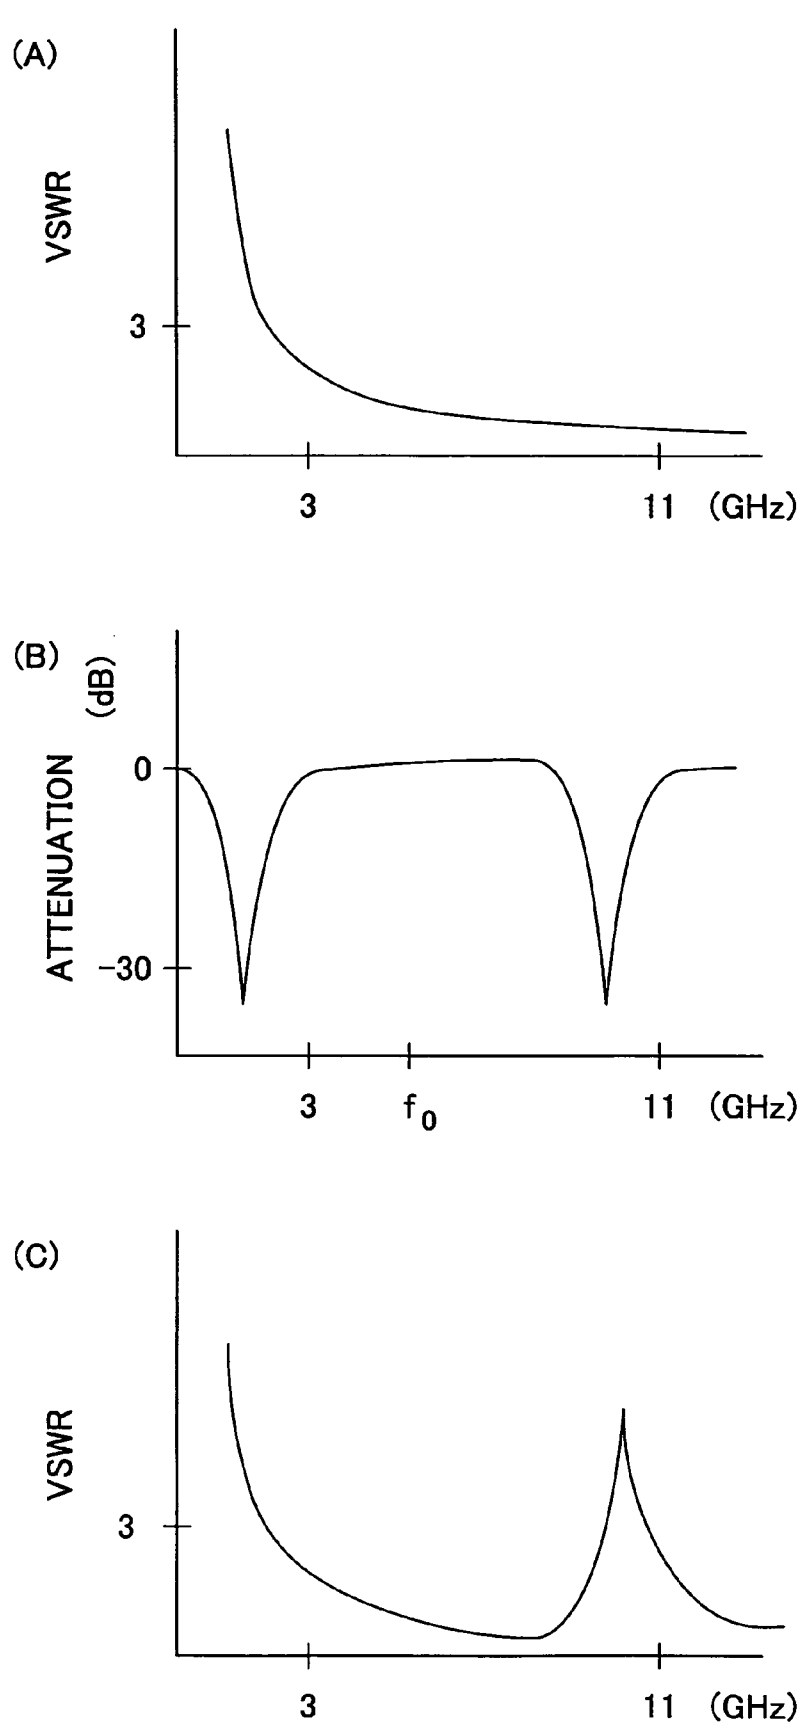 (A)
VSWR
3
3 11 (GHz)
(B)
(dB)
ATTENUATION
0
-30
3 f0 11 (GHz)
(C)
VSWR
3
3 11 (GHz)